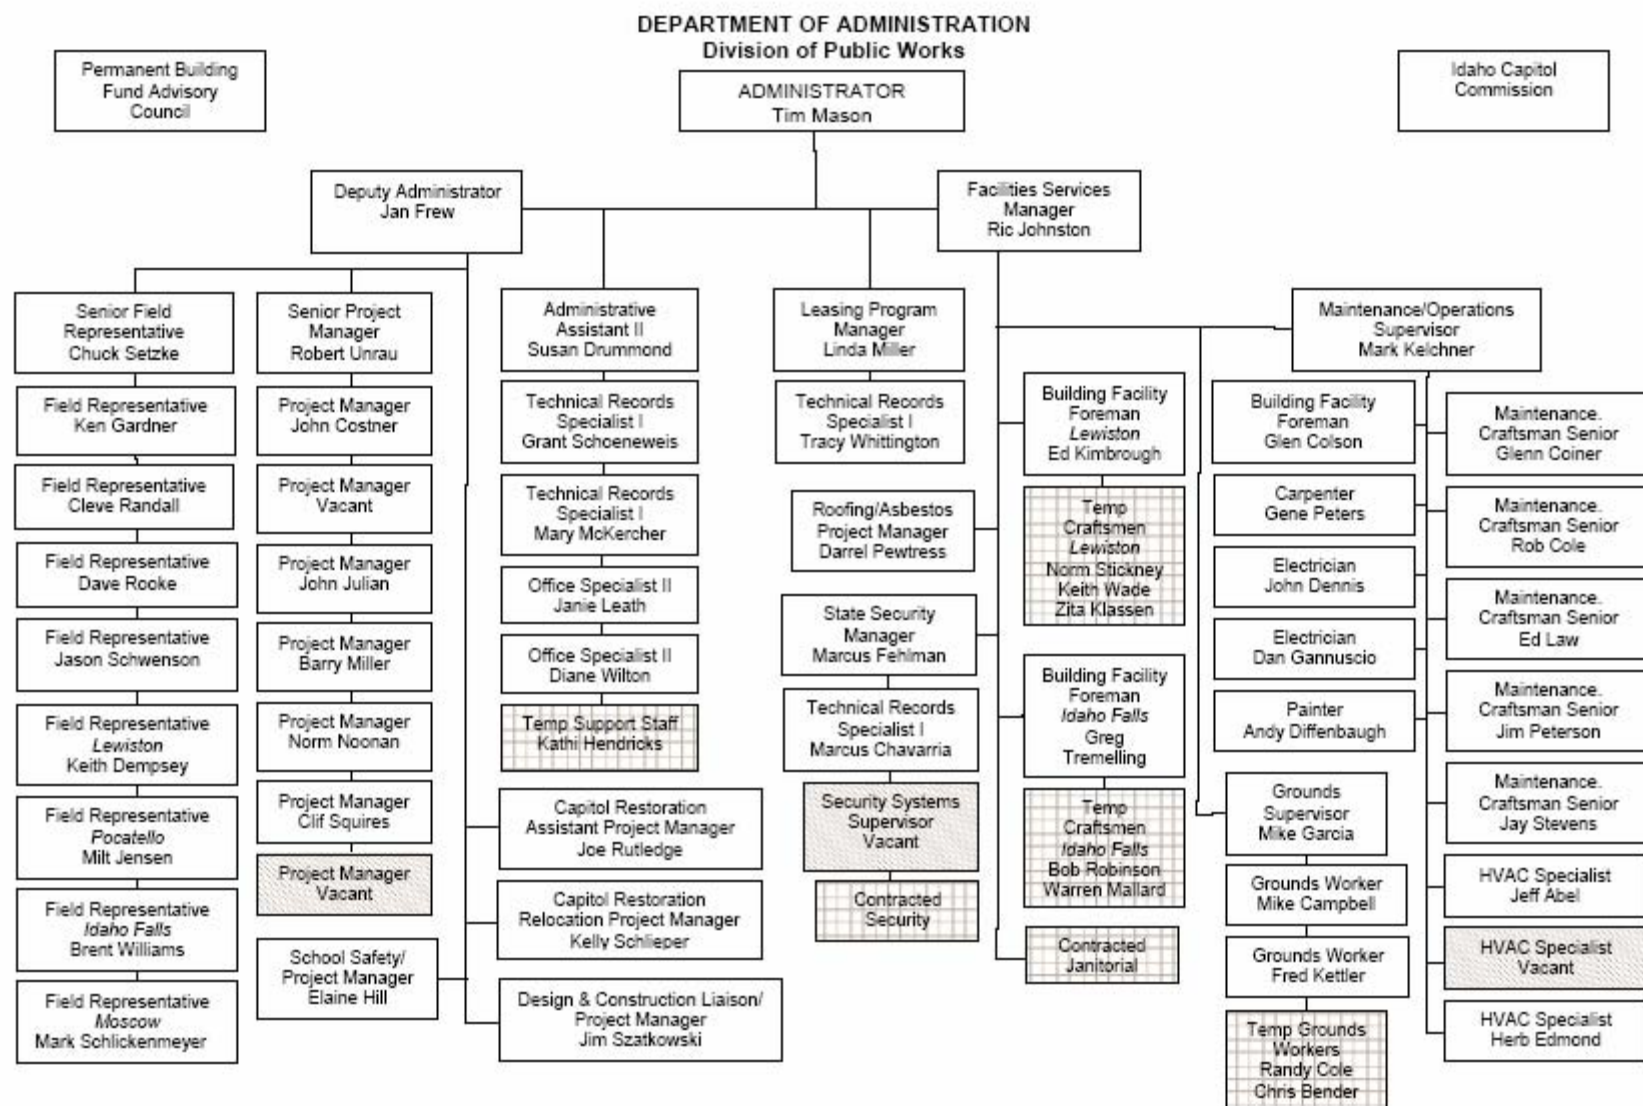 DEPARTMENT OF ADMINISTRATION
Division of Public Works
Permanent Building
Fund Advisory
Council
ADMINISTRATOR
Tim Mason
Idaho Capitol
Commission
Deputy Administrator
Jan Frew
Facilities Services
Manager
Ric Johnston
Senior Field
Representative
Chuck Setzke
Field Representative
Ken Gardner
Field Representative
Cleve Randall
Field Representative
Dave Rooke
Field Representative
Jason Schwenson
Field Representative
Lewiston
Keith Dempsey
Field Representative
Pocatello
Milt Jensen
Field Representative
Idaho Falls
Brent Williams
Field Representative
Moscow
Mark Schlickenmeyer
Senior Project
Manager
Robert Unrau
Project Manager
John Costner
Project Manager
Vacant
Project Manager
John Julian
Project Manager
Barry Miller
Project Manager
Norm Noonan
Project Manager
Clif Squires
Project Manager
Vacant
School Safety/
Project Manager
Elaine Hill
Administrative
Assistant II
Susan Drummond
Technical Records
Specialist I
Grant Schoeneweis
Technical Records
Specialist I
Mary McKercher
Office Specialist II
Janie Leath
Office Specialist II
Diane Wilton
Temp Support Staff
Kathi Hendricks
Capitol Restoration
Assistant Project Manager
Joe Rutledge
Capitol Restoration
Relocation Project Manager
Kelly Schlieper
Design & Construction Liaison/
Project Manager
Jim Szatkowski
Leasing Program
Manager
Linda Miller
Technical Records
Specialist I
Tracy Whittington
Roofing/Asbestos
Project Manager
Darrel Pewtress
State Security
Manager
Marcus Fehlman
Technical Records
Specialist I
Marcus Chavarria
Security Systems
Supervisor
Vacant
Contracted
Security
Building Facility
Foreman
Lewiston
Ed Kimbrough
Temp
Craftsmen
Lewiston
Norm Stickney
Keith Wade
Zita Klassen
Building Facility
Foreman
Idaho Falls
Greg
Tremelling
Temp
Craftsmen
Idaho Falls
Bob Robinson
Warren Mallard
Contracted
Janitorial
Maintenance/Operations
Supervisor
Mark Kelchner
Building Facility
Foreman
Glen Colson
Carpenter
Gene Peters
Electrician
John Dennis
Electrician
Dan Gannuscio
Painter
Andy Diffenbaugh
Grounds
Supervisor
Mike Garcia
Grounds Worker
Mike Campbell
Grounds Worker
Fred Kettler
Temp Grounds
Workers
Randy Cole
Chris Bender
Maintenance.
Craftsman Senior
Glenn Coiner
Maintenance.
Craftsman Senior
Rob Cole
Maintenance.
Craftsman Senior
Ed Law
Maintenance.
Craftsman Senior
Jim Peterson
Maintenance.
Craftsman Senior
Jay Stevens
HVAC Specialist
Jeff Abel
HVAC Specialist
Vacant
HVAC Specialist
Herb Edmond